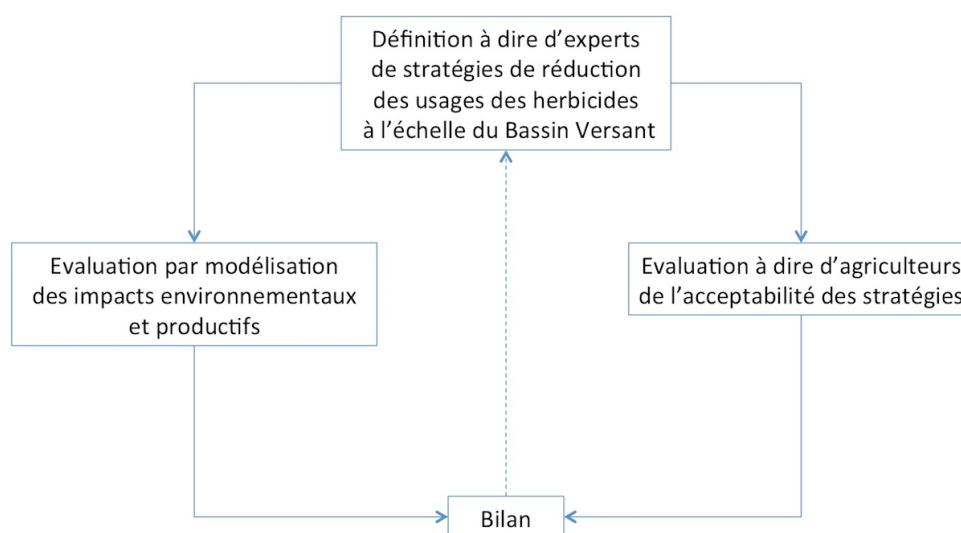 Définition à dire d'experts
de stratégies de réduction
des usages des herbicides
à l'échelle du Bassin Versant
Evaluation par modélisation
des impacts environnementaux
et productifs
Evaluation à dire d'agriculteurs
de l'acceptabilité des stratégies
Bilan